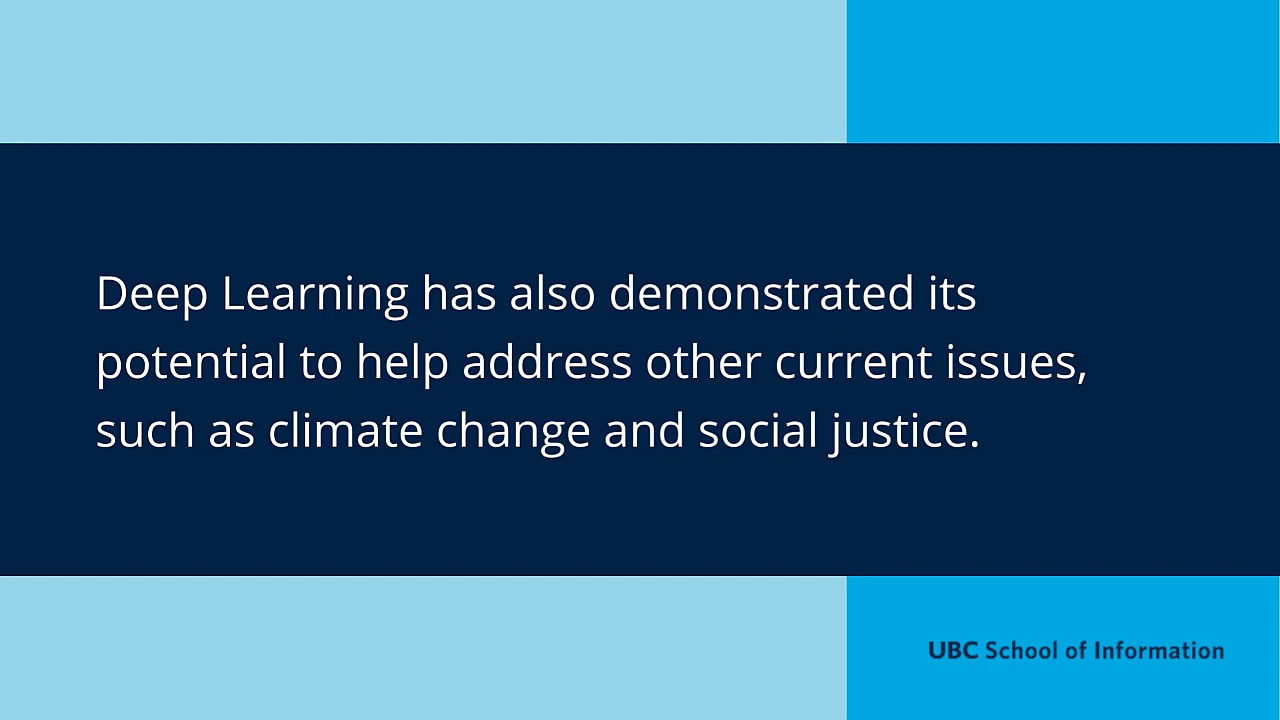 Deep Learning has also demonstrated its
potential to help address other current issues,
such as climate change and social justice.
UBC School of Information